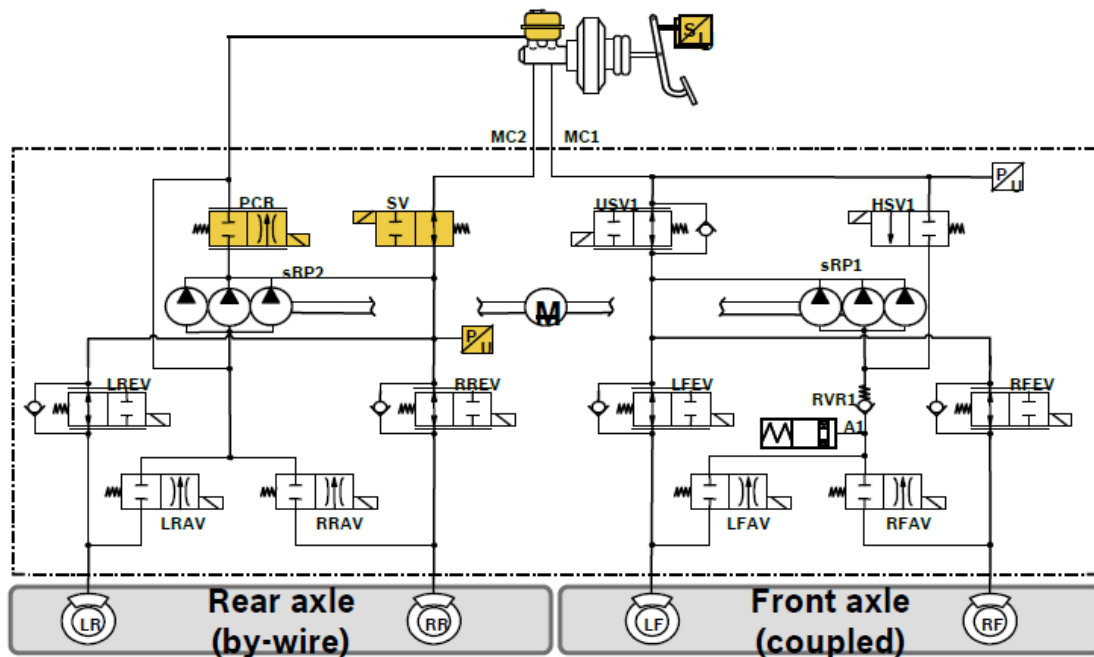 S
L
MC2
MC1
P
U
PCR
SV
USV1
HSV1
sRP2
M
sRP1
P
U
LREV
RREV
LFEV
RVR1
RFEV
A1
LRAV
RRAV
LFAV
RFAV
Rear axle
(by-wire)
Front axle
(coupled)
LR
RR
LF
RF